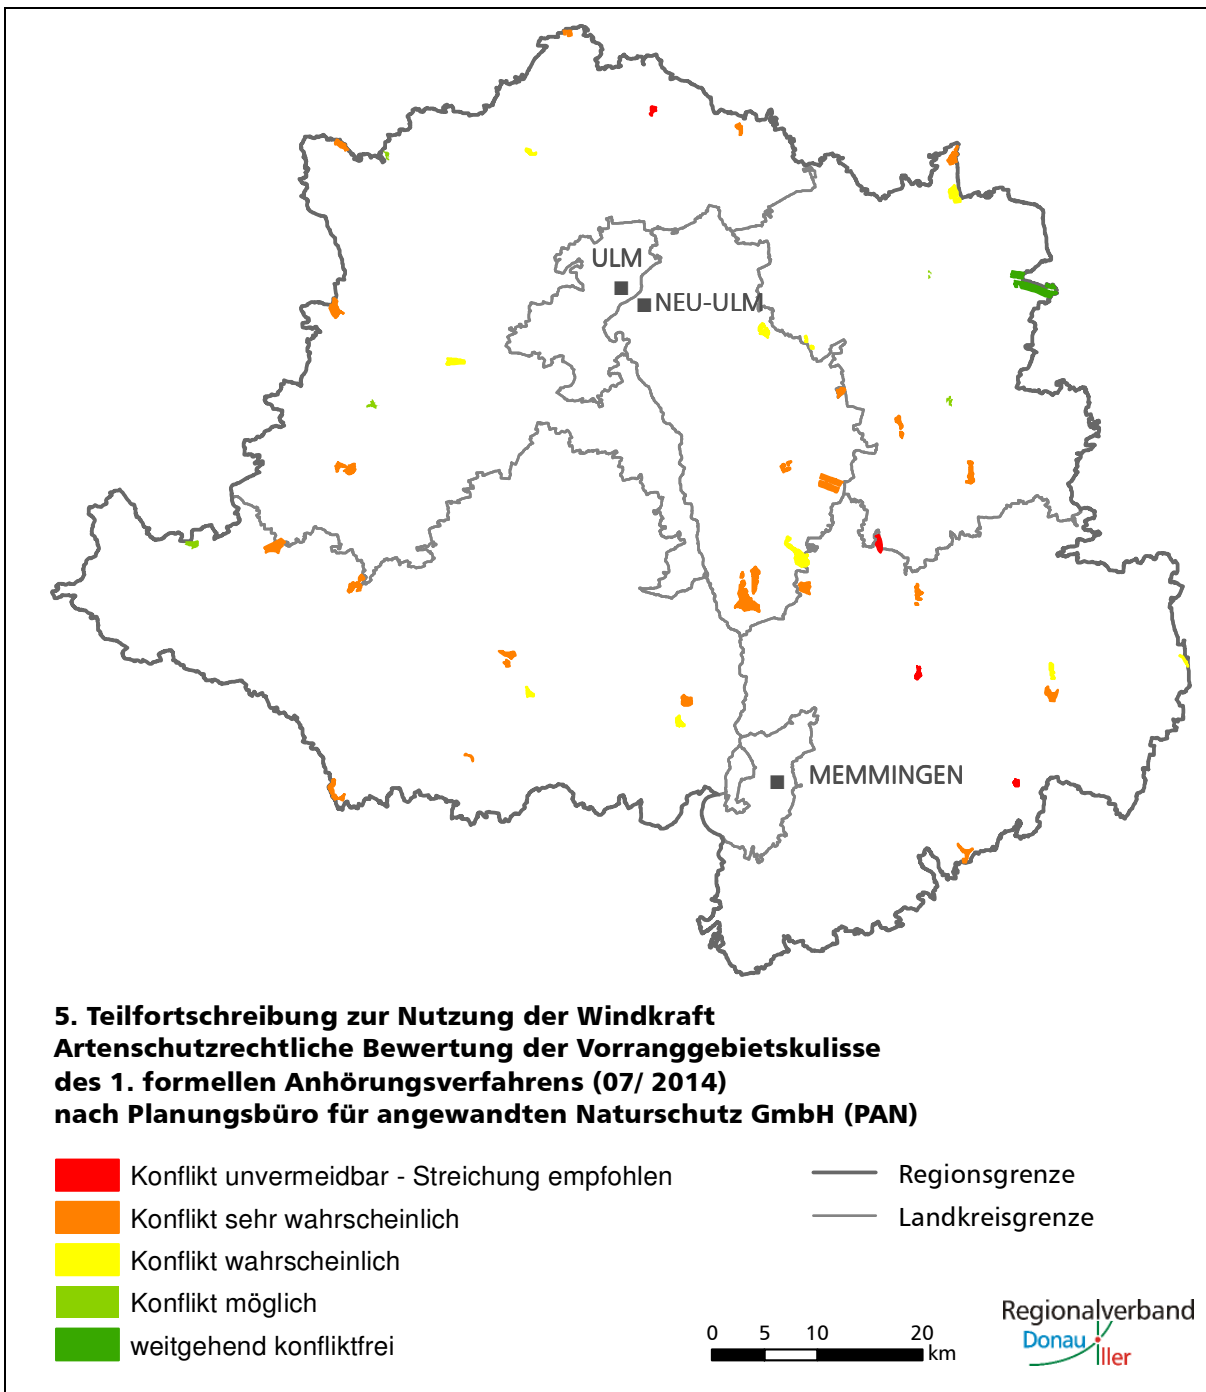 ULM
NEU-ULM
MEMMINGEN
5. Teilfortschreibung zur Nutzung der Windkraft
Artenschutzrechtliche Bewertung der Vorranggebietskulisse
des 1. formellen Anhörungsverfahrens (07/ 2014)
nach Planungsbüro für angewandten Naturschutz GmbH (PAN)
Konflikt unvermeidbar - Streichung empfohlen
Konflikt sehr wahrscheinlich
Konflikt wahrscheinlich
Konflikt möglich
weitgehend konfliktfrei
Regionsgrenze
Landkreisgrenze
0 5 10 20
km
Regionalverband
Donau
Iller